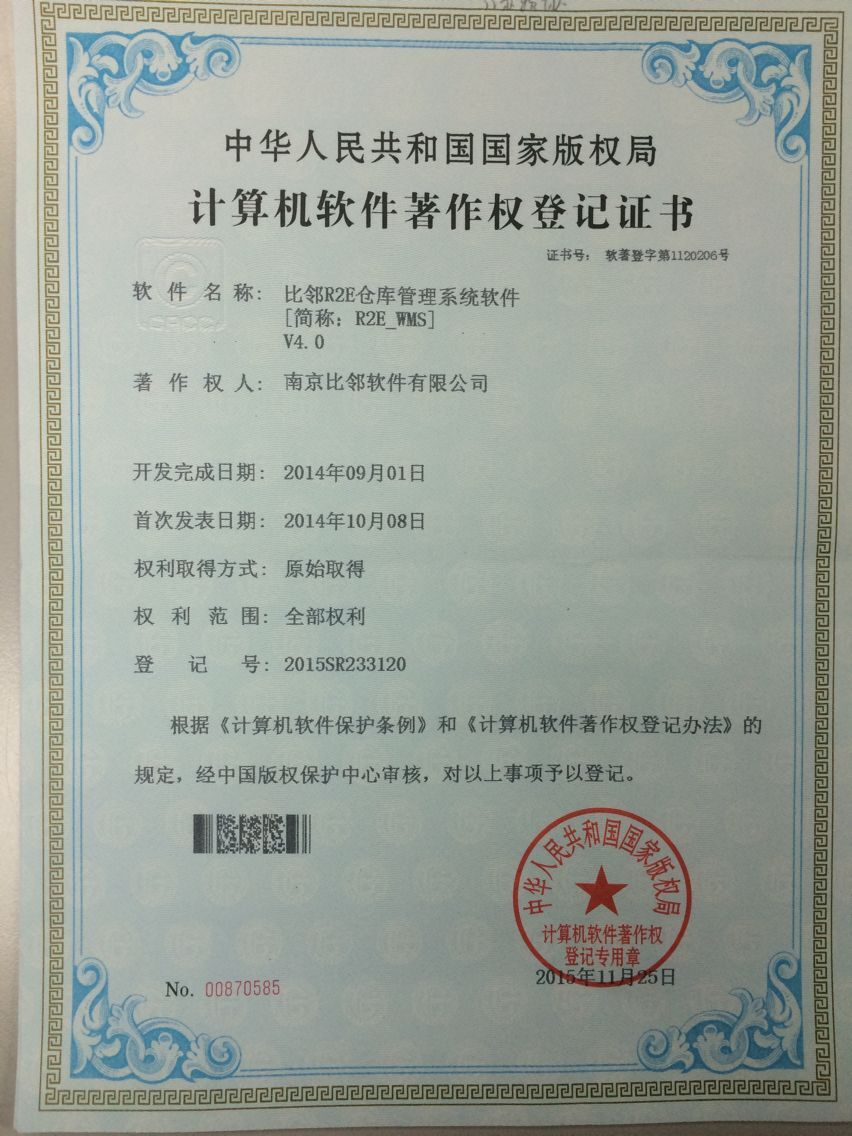 中华人民共和国国家版权局
计算机软件著作权登记证书
证书号： 软著登字第1120206号
软件名称： 比邻R2E仓库管理系统软件
[简称：R2E_WMS]
V4.0
著作权人： 南京比邻软件有限公司
开发完成日期： 2014年09月01日
首次发表日期： 2014年10月08日
权利取得方式： 原始取得
权利范围： 全部权利
登记号： 2015SR233120
根据《计算机软件保护条例》和《计算机软件著作权登记办法》的
规定，经中国版权保护中心审核，对以上事项予以登记。
中华人民共和国国家版权局
计算机软件著作权
登记专用章
2015年11月25日
No. 00870585